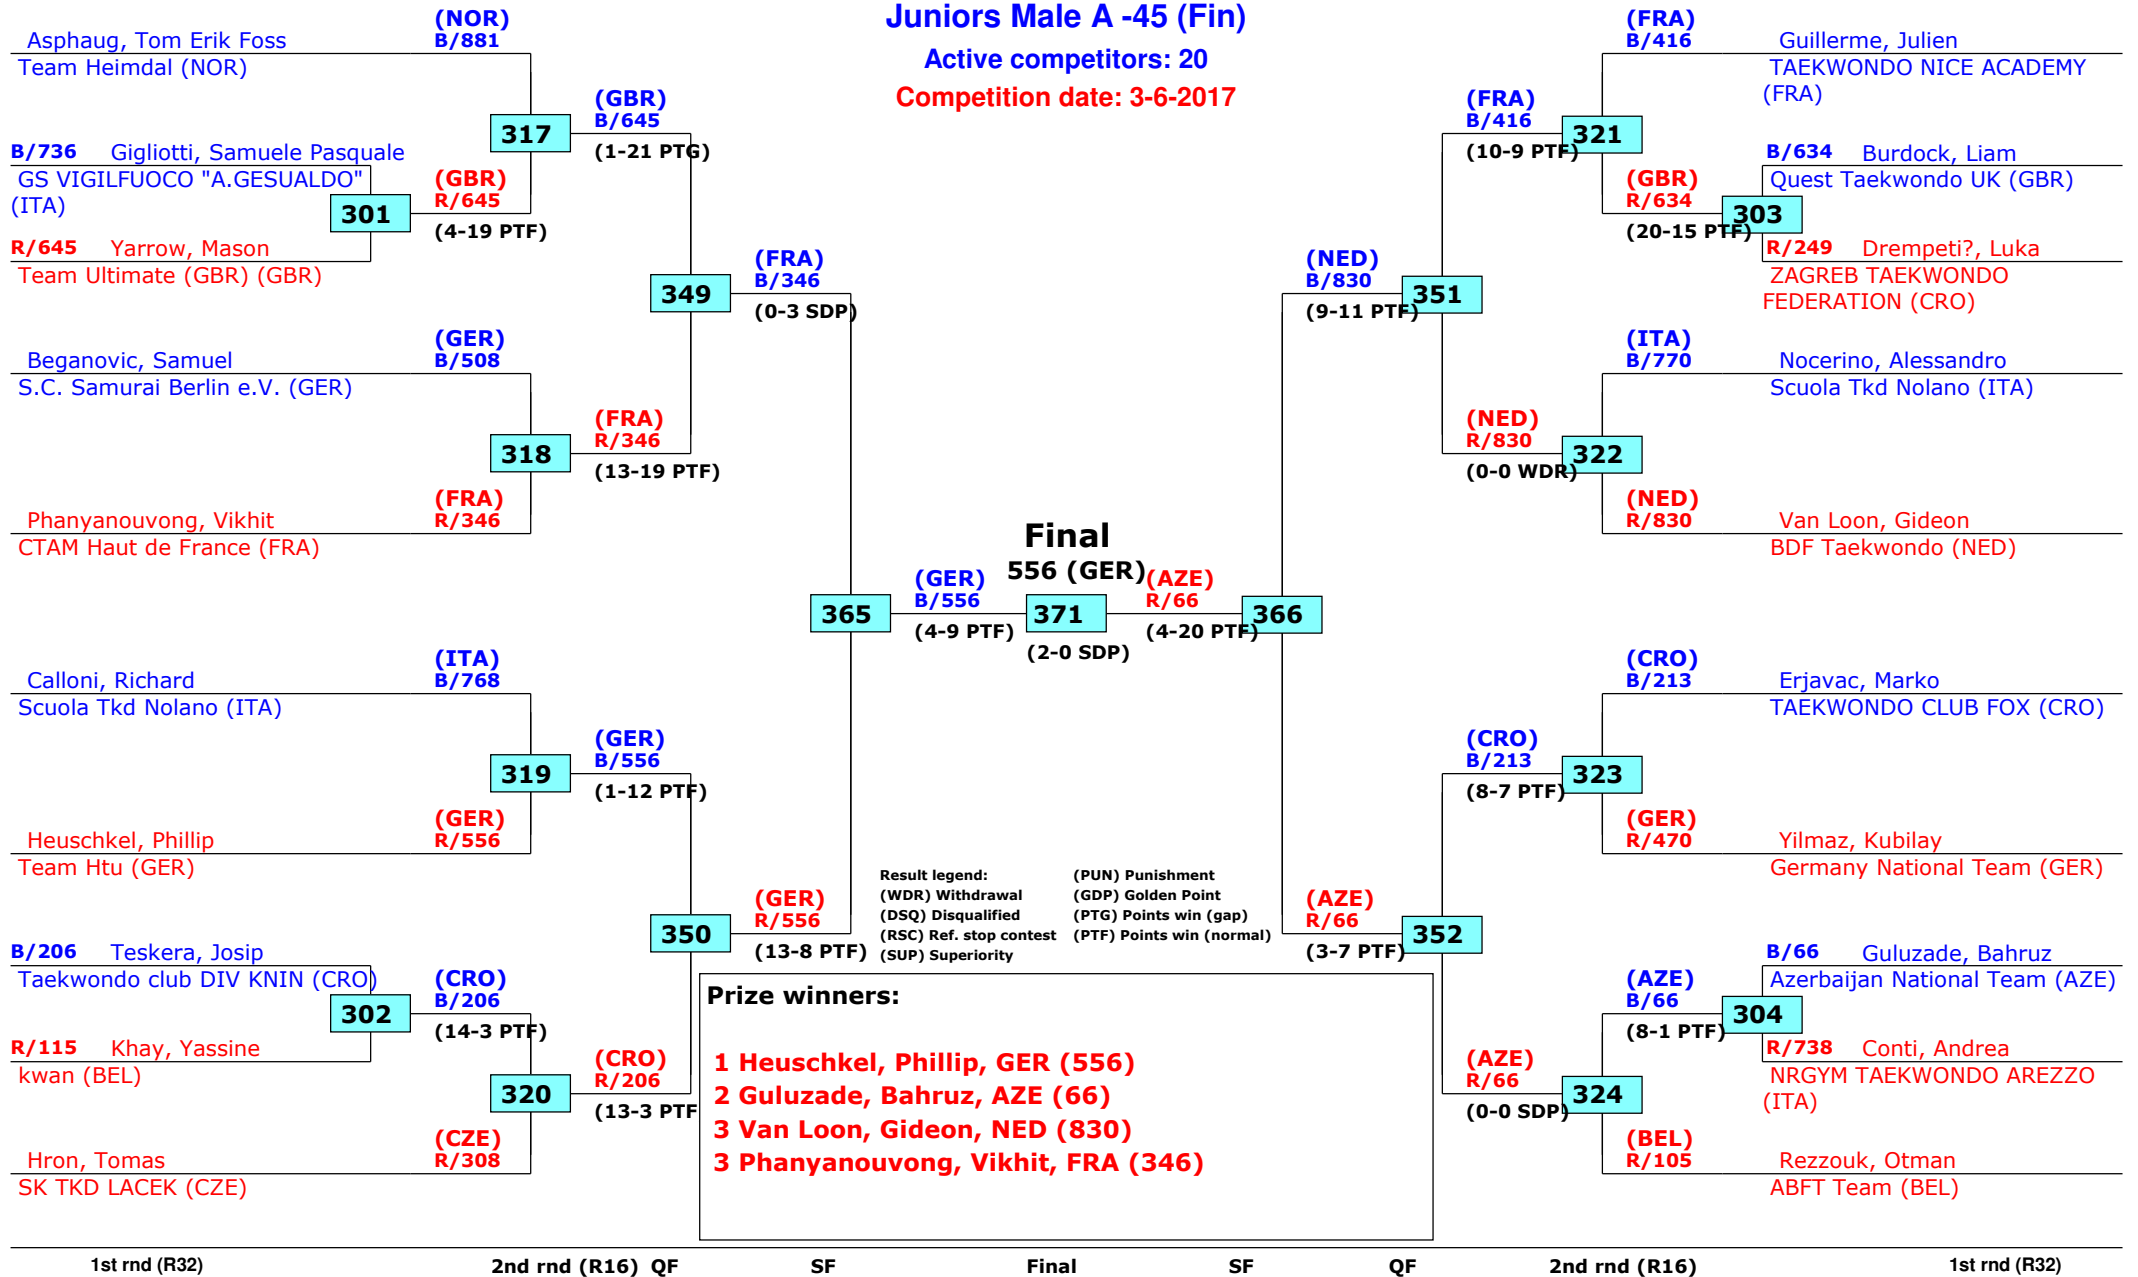 Juniors Male A -45 (Fin)
Active competitors: 20
Competition date: 3-6-2017
(NOR)
Asphaug, Tom Erik Foss B/881
Team Heimdal (NOR)
(GBR)
B/645
317
(1-21 PTG)
B/736 Gigliotti, Samuele Pasquale
GS VIGILFUOCO "A.GESUALDO"
(ITA)
(GBR)
R/645
301
(4-19 PTF)
R/645 Yarrow, Mason
Team Ultimate (GBR) (GBR)
(FRA)
B/346
349
(0-3 SDP)
(GER)
Beganovic, Samuel B/508
S.C. Samurai Berlin e.V. (GER)
(FRA)
R/346
318
(13-19 PTF)
(FRA)
Phanyanouvong, Vikhit R/346
CTAM Haut de France (FRA)
365
(GER)
B/556
(4-9 PTF)
(ITA)
Calloni, Richard B/768
Scuola Tkd Nolano (ITA)
(GER)
B/556
319
(1-12 PTF)
(GER)
Heuschkel, Phillip R/556
Team Htu (GER)
(GER)
R/556
350
(13-8 PTF)
B/206 Teskera, Josip
Taekwondo club DIV KNIN (CRO)
(CRO)
B/206
302
(14-3 PTF)
R/115 Khay, Yassine
kwan (BEL)
(CRO)
R/206
320
(13-3 PTF
(CZE)
Hron, Tomas R/308
SK TKD LACEK (CZE)
Final
556 (GER)
371
(2-0 SDP)
(AZE)
R/66
366
(4-20 PTF)
(FRA)
B/416 Guillerme, Julien
TAEKWONDO NICE ACADEMY
(FRA)
(FRA)
B/416
321
(10-9 PTF)
B/634 Burdock, Liam
Quest Taekwondo UK (GBR)
(GBR)
R/634
303
(20-15 PTF)
R/249 Drempeti?, Luka
ZAGREB TAEKWONDO
FEDERATION (CRO)
(NED)
B/830
351
(9-11 PTF)
(ITA)
B/770 Nocerino, Alessandro
Scuola Tkd Nolano (ITA)
(NED)
R/830
322
(0-0 WDR)
(NED)
R/830 Van Loon, Gideon
BDF Taekwondo (NED)
(CRO)
B/213 Erjavac, Marko
TAEKWONDO CLUB FOX (CRO)
(CRO)
B/213
323
(8-7 PTF)
(GER)
R/470 Yilmaz, Kubilay
Germany National Team (GER)
(AZE)
R/66
352
(3-7 PTF)
B/66 Guluzade, Bahruz
Azerbaijan National Team (AZE)
(AZE)
B/66
304
(8-1 PTF)
R/738 Conti, Andrea
NRGYM TAEKWONDO AREZZO
(ITA)
(AZE)
R/66
324
(0-0 SDP)
(BEL)
R/105 Rezzouk, Otman
ABFT Team (BEL)
Result legend: (PUN) Punishment
(WDR) Withdrawal (GDP) Golden Point
(DSQ) Disqualified (PTG) Points win (gap)
(RSC) Ref. stop contest (PTF) Points win (normal)
(SUP) Superiority
Prize winners:
1 Heuschkel, Phillip, GER (556)
2 Guluzade, Bahruz, AZE (66)
3 Van Loon, Gideon, NED (830)
3 Phanyanouvong, Vikhit, FRA (346)
1st rnd (R32) 2nd rnd (R16) QF SF Final SF QF 2nd rnd (R16) 1st rnd (R32)